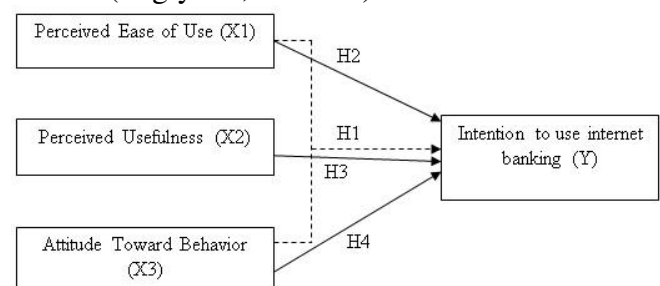 Perceived Ease of Use (X1)
H2
H1
Perceived Usefulness (X2)
Intention to use internet
banking (Y)
H3
Attitude Toward Behavior
(X3)
H4